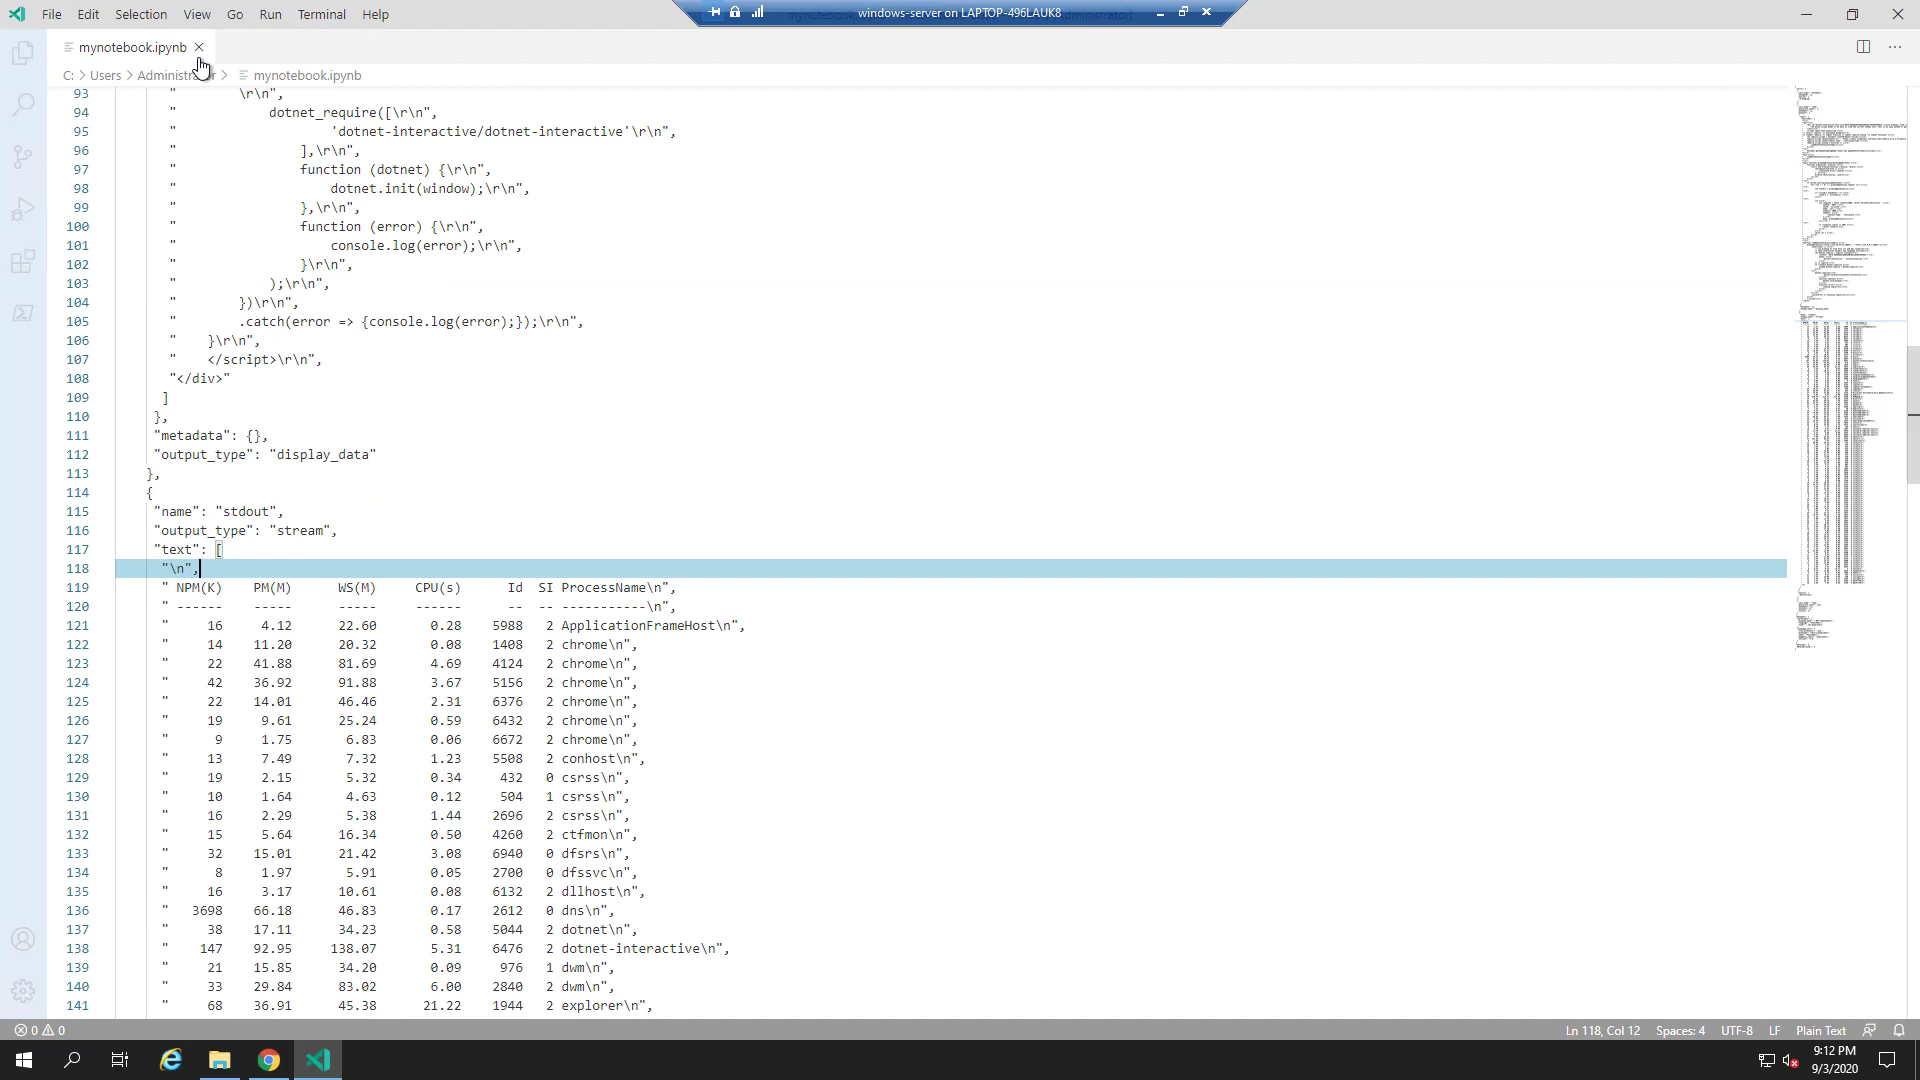 File Edit Selection View Go Run Terminal Help
windows-server on LAPTOP-496LAUK8
mynotebook.ipynb
C: > Users > Administrator > mynotebook.ipynb
93 " \r\n",
94 " dotnet_require([\r\n",
95 " 'dotnet-interactive/dotnet-interactive'\r\n",
96 " ],\r\n",
97 " function (dotnet) {\r\n",
98 " dotnet.init(window);\r\n",
99 " },\r\n",
100 " function (error) {\r\n",
101 " console.log(error);\r\n",
102 " }\r\n",
103 " );\r\n",
104 " })\r\n",
105 " .catch(error => {console.log(error);});\r\n",
106 " }\r\n",
107 " </script>\r\n",
108 "</div>"
109 ]
110 },
111 "metadata": {},
112 "output_type": "display_data"
113 },
114 {
115 "name": "stdout",
116 "output_type": "stream",
117 "text": [
118 "\n",
119 " NPM(K) PM(M) WS(M) CPU(s) Id SI ProcessName\n",
120 " ------ ----- ----- ------ -- -- -----------\n",
121 " 16 4.12 22.60 0.28 5988 2 ApplicationFrameHost\n",
122 " 14 11.20 20.32 0.08 1408 2 chrome\n",
123 " 22 41.88 81.69 4.69 4124 2 chrome\n",
124 " 42 36.92 91.88 3.67 5156 2 chrome\n",
125 " 22 14.01 46.46 2.31 6376 2 chrome\n",
126 " 19 9.61 25.24 0.59 6432 2 chrome\n",
127 " 9 1.75 6.83 0.06 6672 2 chrome\n",
128 " 13 7.49 7.32 1.23 5508 2 conhost\n",
129 " 19 2.15 5.32 0.34 432 0 csrss\n",
130 " 10 1.64 4.63 0.12 504 1 csrss\n",
131 " 16 2.29 5.38 1.44 2696 2 csrss\n",
132 " 15 5.64 16.34 0.50 4260 2 ctfmon\n",
133 " 32 15.01 21.42 3.08 6940 0 dfsrs\n",
134 " 8 1.97 5.91 0.05 2700 0 dfssvc\n",
135 " 16 3.17 10.61 0.08 6132 2 dllhost\n",
136 " 3698 66.18 46.83 0.17 2612 0 dns\n",
137 " 38 17.11 34.23 0.58 5044 2 dotnet\n",
138 " 147 92.95 138.07 5.31 6476 2 dotnet-interactive\n",
139 " 21 15.85 34.20 0.09 976 1 dwm\n",
140 " 33 29.84 83.02 6.00 2840 2 dwm\n",
141 " 68 36.91 45.38 21.22 1944 2 explorer\n",
0 0 Ln 118, Col 12 Spaces: 4 UTF-8 LF Plain Text
9:12 PM
9/3/2020